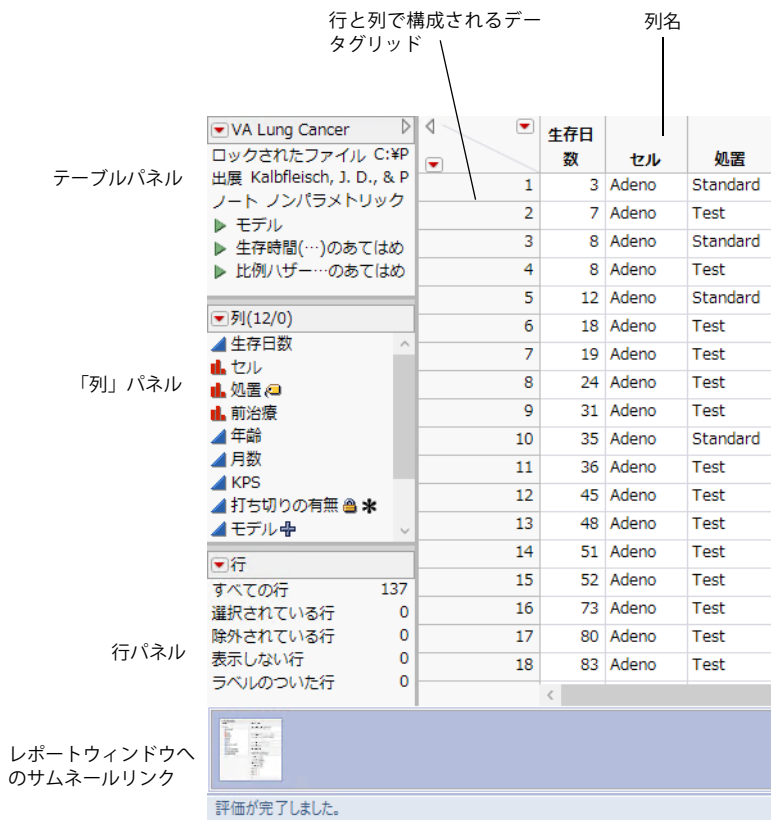 行と列で構成されるデー
タグリッド
列名
テーブルパネル
VA Lung Cancer
ロックされたファイル C:¥P
出展 Kalbfleisch, J. D., & P
ノート ノンパラメトリック
モデル
生存時間(…)のあてはめ
比例ハザー…のあてはめ
「列」パネル
列(12/0)
生存日数
セル
処置
前治療
年齢
月数
KPS
打ち切りの有無
モデル
行パネル
行
すべての行 137
選択されている行 0
除外されている行 0
表示しない行 0
ラベルのついた行 0
生存日
数 セル 処置
1 3 Adeno Standard
2 7 Adeno Test
3 8 Adeno Standard
4 8 Adeno Test
5 12 Adeno Standard
6 18 Adeno Test
7 19 Adeno Test
8 24 Adeno Test
9 31 Adeno Test
10 35 Adeno Standard
11 36 Adeno Test
12 45 Adeno Test
13 48 Adeno Test
14 51 Adeno Test
15 52 Adeno Test
16 73 Adeno Test
17 80 Adeno Test
18 83 Adeno Test
レポートウィンドウへ
のサムネールリンク
評価が完了しました。